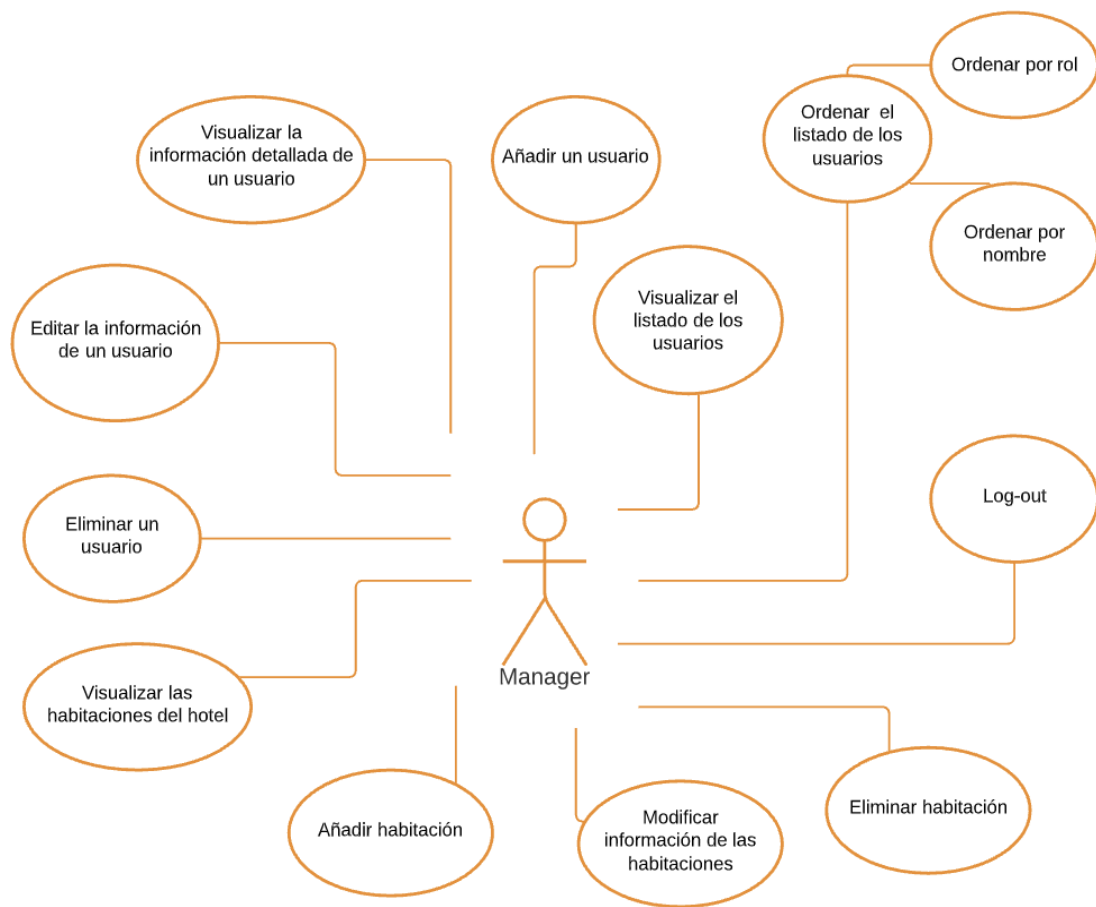 Ordenar por rol
Ordenar el
listado de los
usuarios
Visualizar la
información detallada de
un usuario
Añadir un usuario
Ordenar por
nombre
Visualizar el
listado de los
usuarios
Editar la información
de un usuario
Log-out
Eliminar un
usuario
Manager
Visualizar las
habitaciones del hotel
Añadir habitación
Modificar
información de las
habitaciones
Eliminar habitación